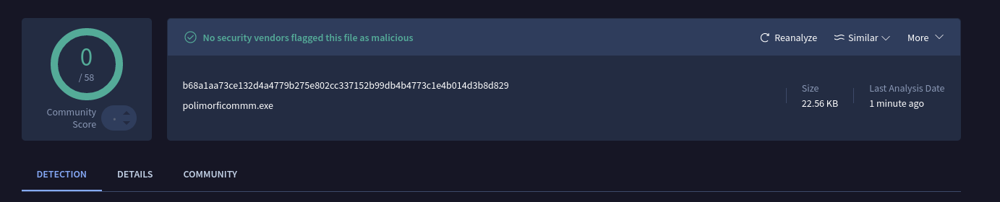 0
/ 58
Community
Score
No security vendors flagged this file as malicious
Reanalyze
Similar
More
b68a1aa73ce132d4a4779b275e802cc337152b99db4b4773c1e4b014d3b8d829
polimorficommm.exe
Size
22.56 KB
Last Analysis Date
1 minute ago
DETECTION
DETAILS
COMMUNITY